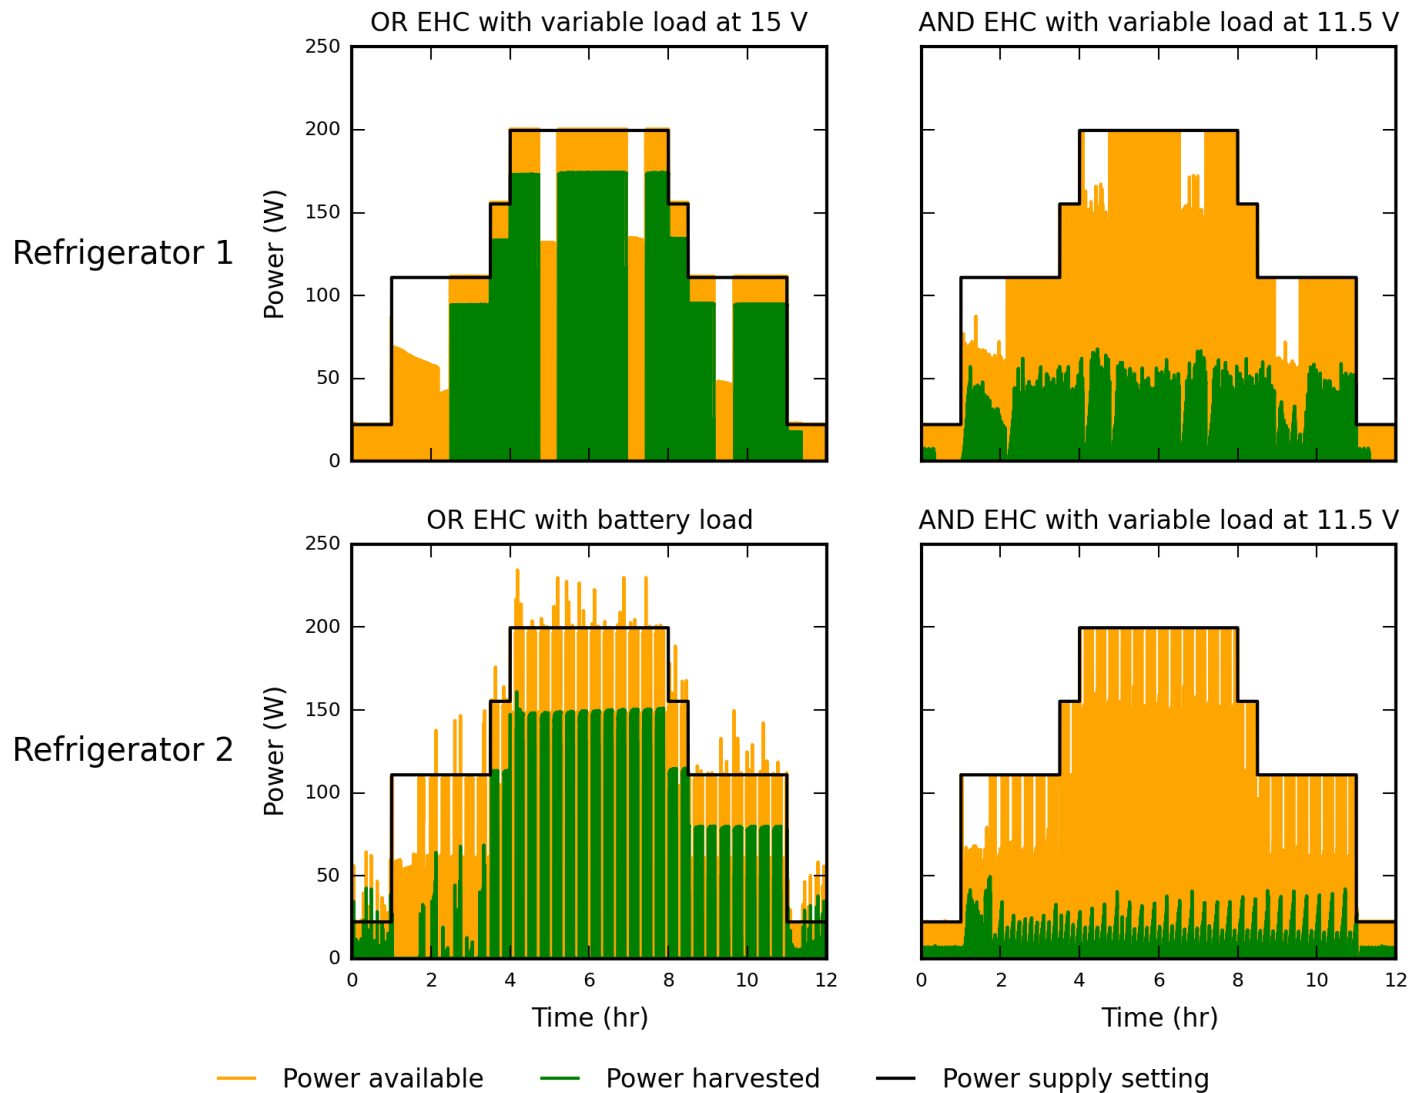 OR EHC with variable load at 15 V
AND EHC with variable load at 11.5 V
250
200
150
100
50
0
Power (W)
Refrigerator 1
OR EHC with battery load
AND EHC with variable load at 11.5 V
250
200
150
100
50
0
Power (W)
Refrigerator 2
0 2 4 6 8 10 12
0 2 4 6 8 10 12
Time (hr)
Time (hr)
Power available
Power harvested
Power supply setting